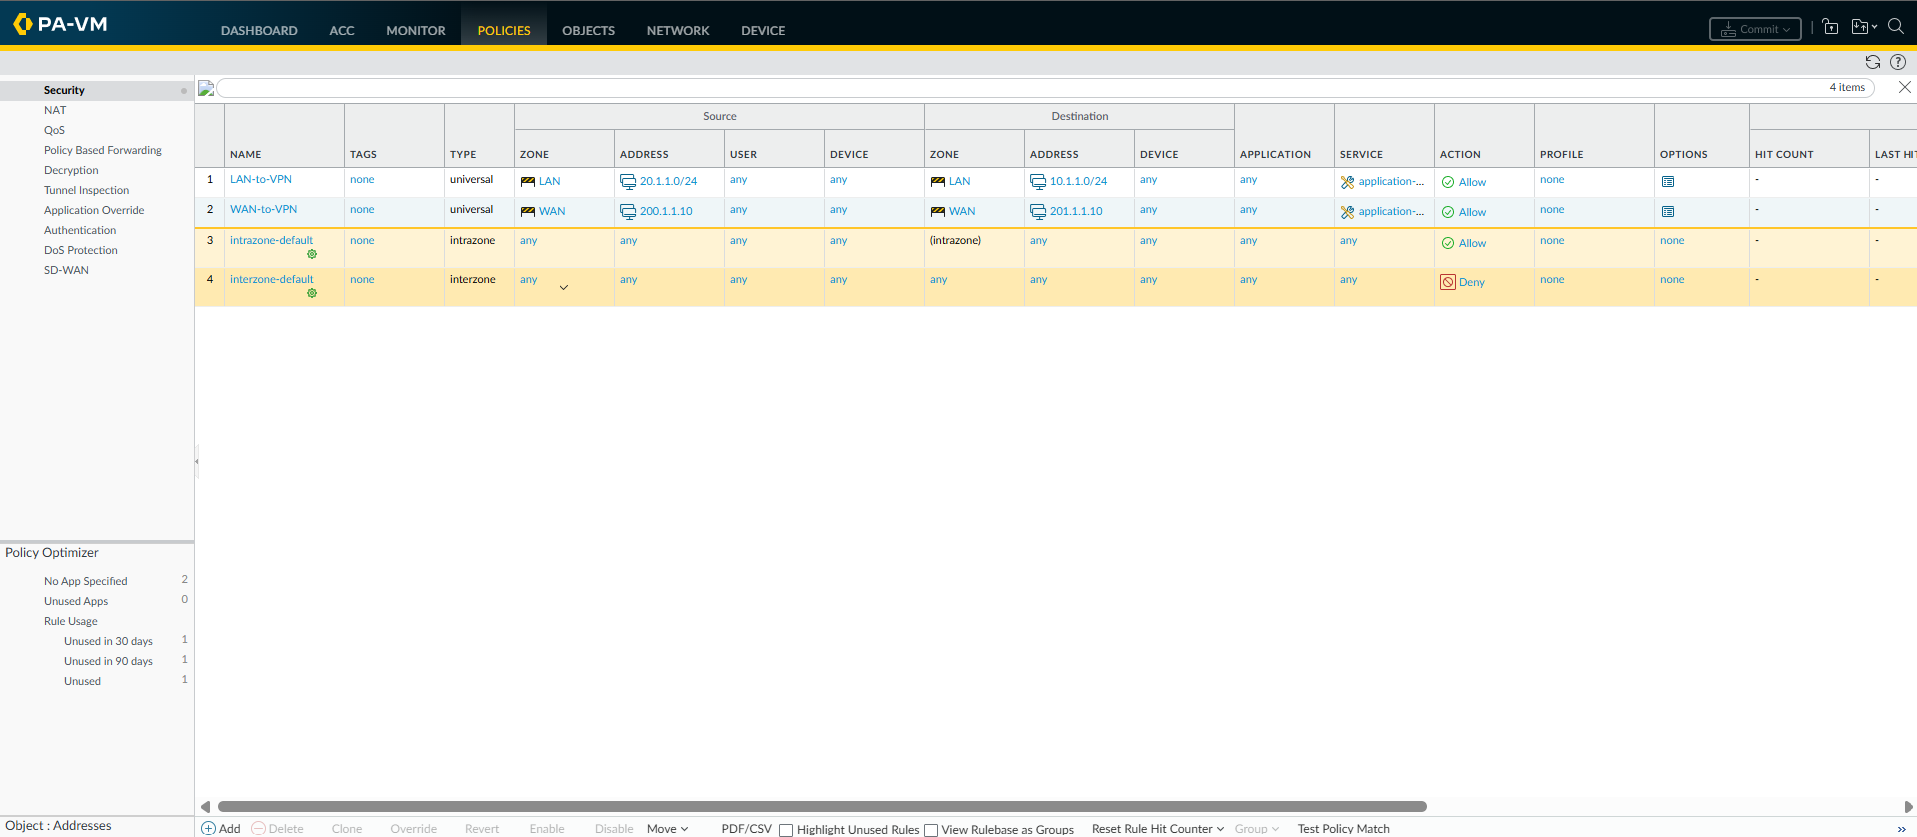 PA-VM
DASHBOARD ACC MONITOR POLICIES OBJECTS NETWORK DEVICE Commit
Security
NAT
QoS
Policy Based Forwarding
Decryption
Tunnel Inspection
Application Override
Authentication
DoS Protection
SD-WAN
Policy Optimizer
No App Specified 2
Unused Apps 0
Rule Usage
Unused in 30 days 1
Unused in 90 days 1
Unused 1
Object : Addresses
4 items
Source Destination
NAME TAGS TYPE ZONE ADDRESS USER DEVICE ZONE ADDRESS DEVICE APPLICATION SERVICE ACTION PROFILE OPTIONS HIT COUNT LAST HI
1 LAN-to-VPN none universal LAN 20.1.1.0/24 any any LAN 10.1.1.0/24 any any application-... Allow none - -
2 WAN-to-VPN none universal WAN 200.1.1.10 any any WAN 201.1.1.10 any any application-... Allow none - -
3 intrazone-default none intrazone any any any any (intrazone) any any any any Allow none none - -
4 interzone-default none interzone any any any any any any any any any Deny none none - -
Add Delete Clone Override Revert Enable Disable Move PDF/CSV Highlight Unused Rules View Rulebase as Groups Reset Rule Hit Counter Group Test Policy Match »